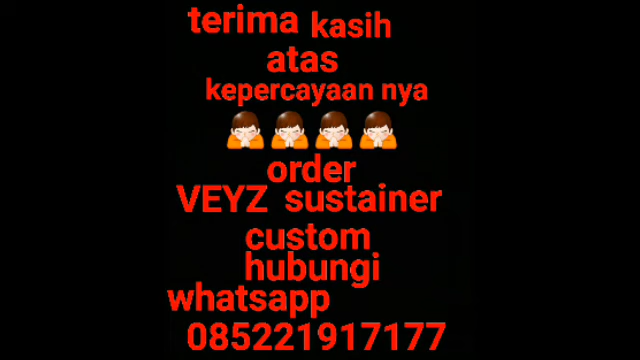 terima kasih
atas
kepercayaan nya
order
VEYZ sustainer
custom
hubungi
whatsapp
085221917177